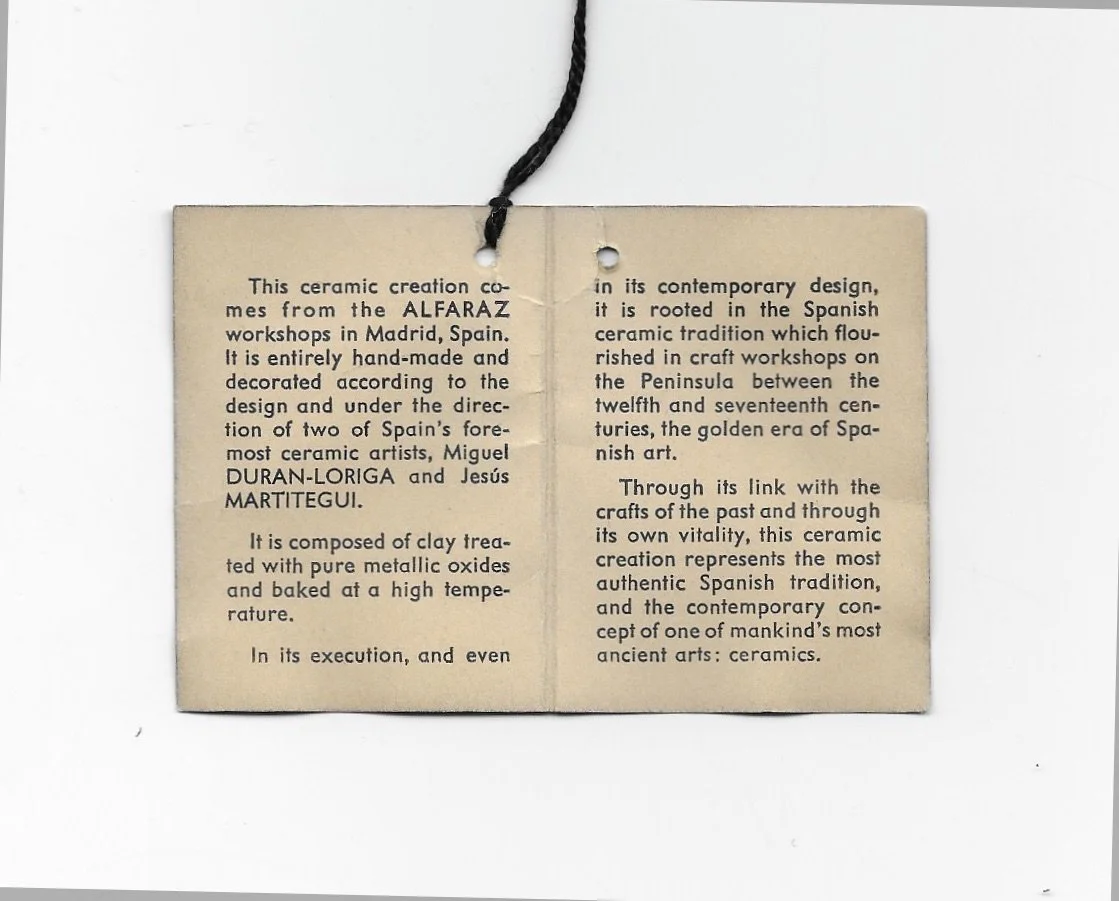 This ceramic creation co-
mes from the ALFARAZ
workshops in Madrid, Spain.
It is entirely hand-made and
decorated according to the
design and under the direc-
tion of two of Spain's fore-
most ceramic artists, Miguel
DURAN-LORIGA and Jesús
MARTITEGUI.
It is composed of clay trea-
ted with pure metallic oxides
and baked at a high tempe-
rature.
In its execution, and even
in its contemporary design,
it is rooted in the Spanish
ceramic tradition which flou-
rished in craft workshops on
the Peninsula between the
twelfth and seventeenth cen-
turies, the golden era of Spa-
nish art.
Through its link with the
crafts of the past and through
its own vitality, this ceramic
creation represents the most
authentic Spanish tradition,
and the contemporary con-
cept of one of mankind's most
ancient arts: ceramics.